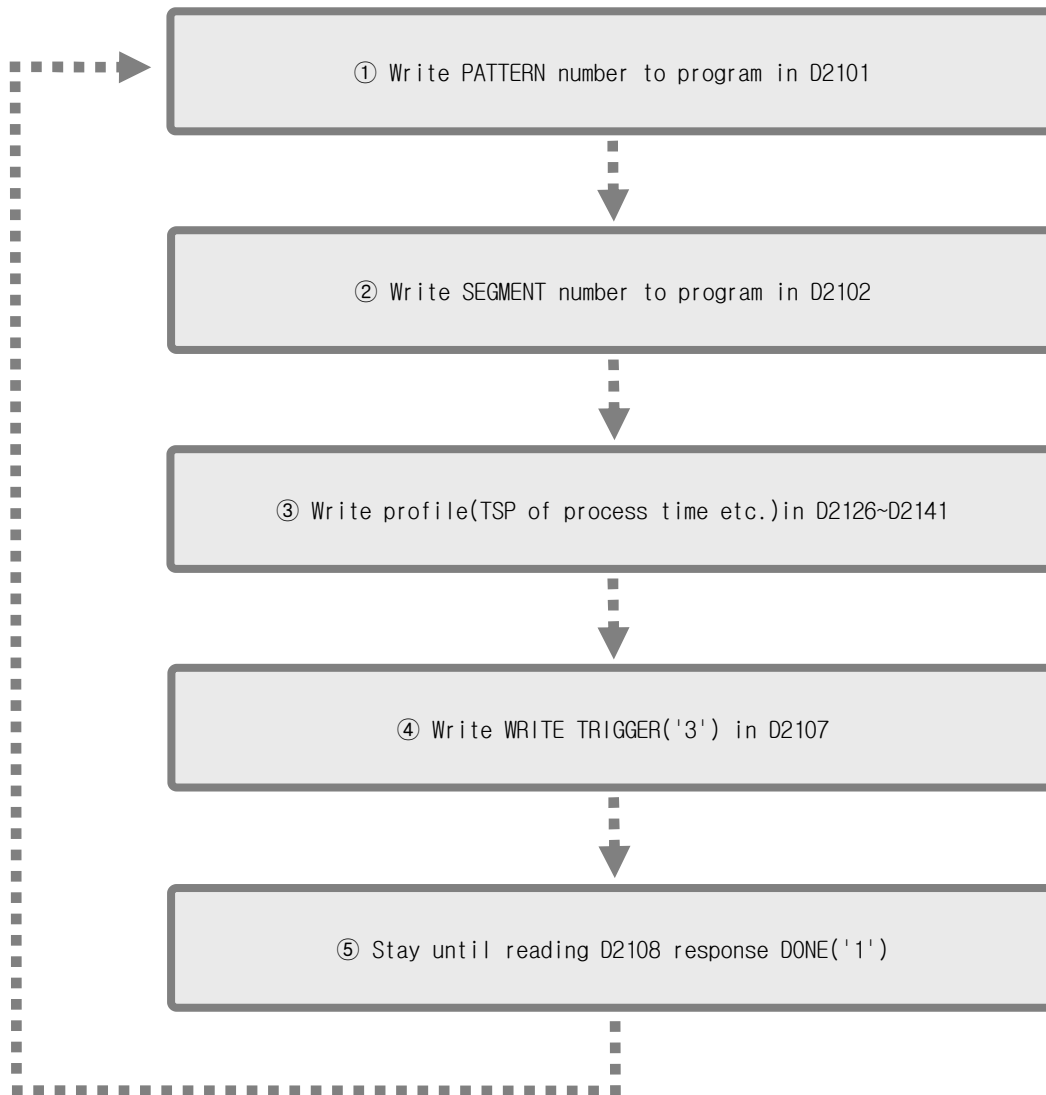 ① Write PATTERN number to program in D2101
② Write SEGMENT number to program in D2102
③ Write profile(TSP of process time etc.)in D2126~D2141
④ Write WRITE TRIGGER('3') in D2107
⑤ Stay until reading D2108 response DONE('1')